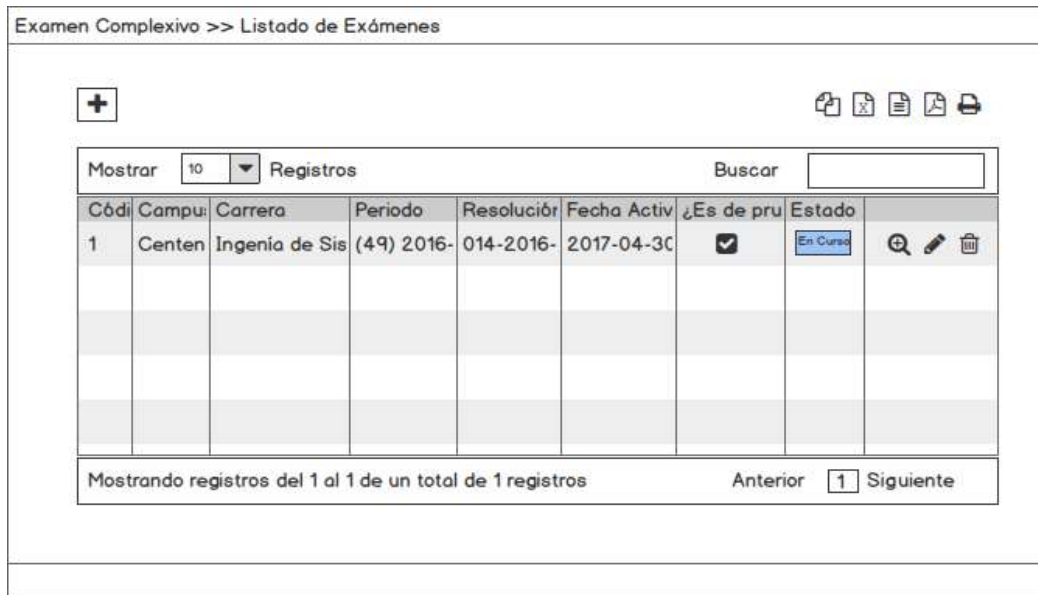 Examen Complexivo >> Listado de Exámenes
Mostrar 10 Registros Buscar
Códi Campu: Carrera Periodo Resolución Fecha Activ ¿Es de pru Estado
1 Centen Ingenía de Sis (49) 2016- 014-2016- 2017-04-30 En Curso
Mostrando registros del 1 al 1 de un total de 1 registros Anterior 1 Siguiente